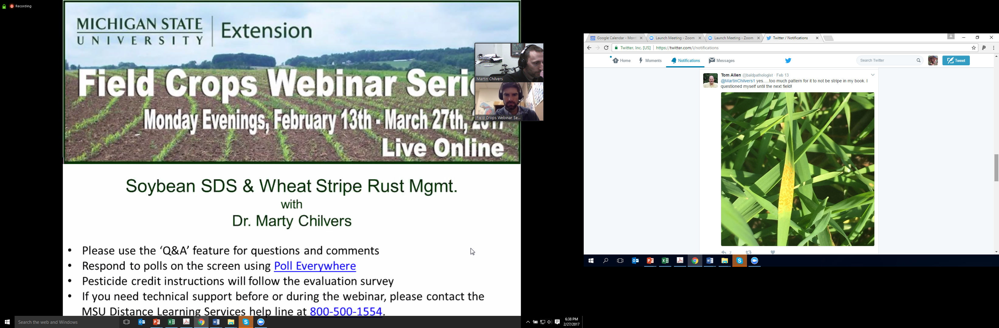 Recording
MICHIGAN STATE
UNIVERSITY
Extension
Field Crops Webinar Seri
Monday Evenings, February 13th - March 27th, 2017
Live Online
Martin Chilvers
Field Crops Webinar Se...
Soybean SDS & Wheat Stripe Rust Mgmt.
with
Dr. Marty Chilvers
• Please use the ‘Q&A’ feature for questions and comments
• Respond to polls on the screen using Poll Everywhere
• Pesticide credit instructions will follow the evaluation survey
• If you need technical support before or during the webinar, please contact the
MSU Distance Learning Services help line at 800-500-1554.
Search the web and Windows
6:38 PM
2/27/2017
27 Google Calendar - Mont
Launch Meeting - Zoom
Launch Meeting - Zoom
Twitter / Notifications
Twitter, Inc. [US] | https://twitter.com/i/notifications
Home
Moments
Notifications
Messages
Search Twitter
Tweet
Tom Allen @baldpathologist · Feb 13
@MartinChilvers1 yes.....too much pattern for it to not be stripe in my book. I
questioned myself until the next field!
2